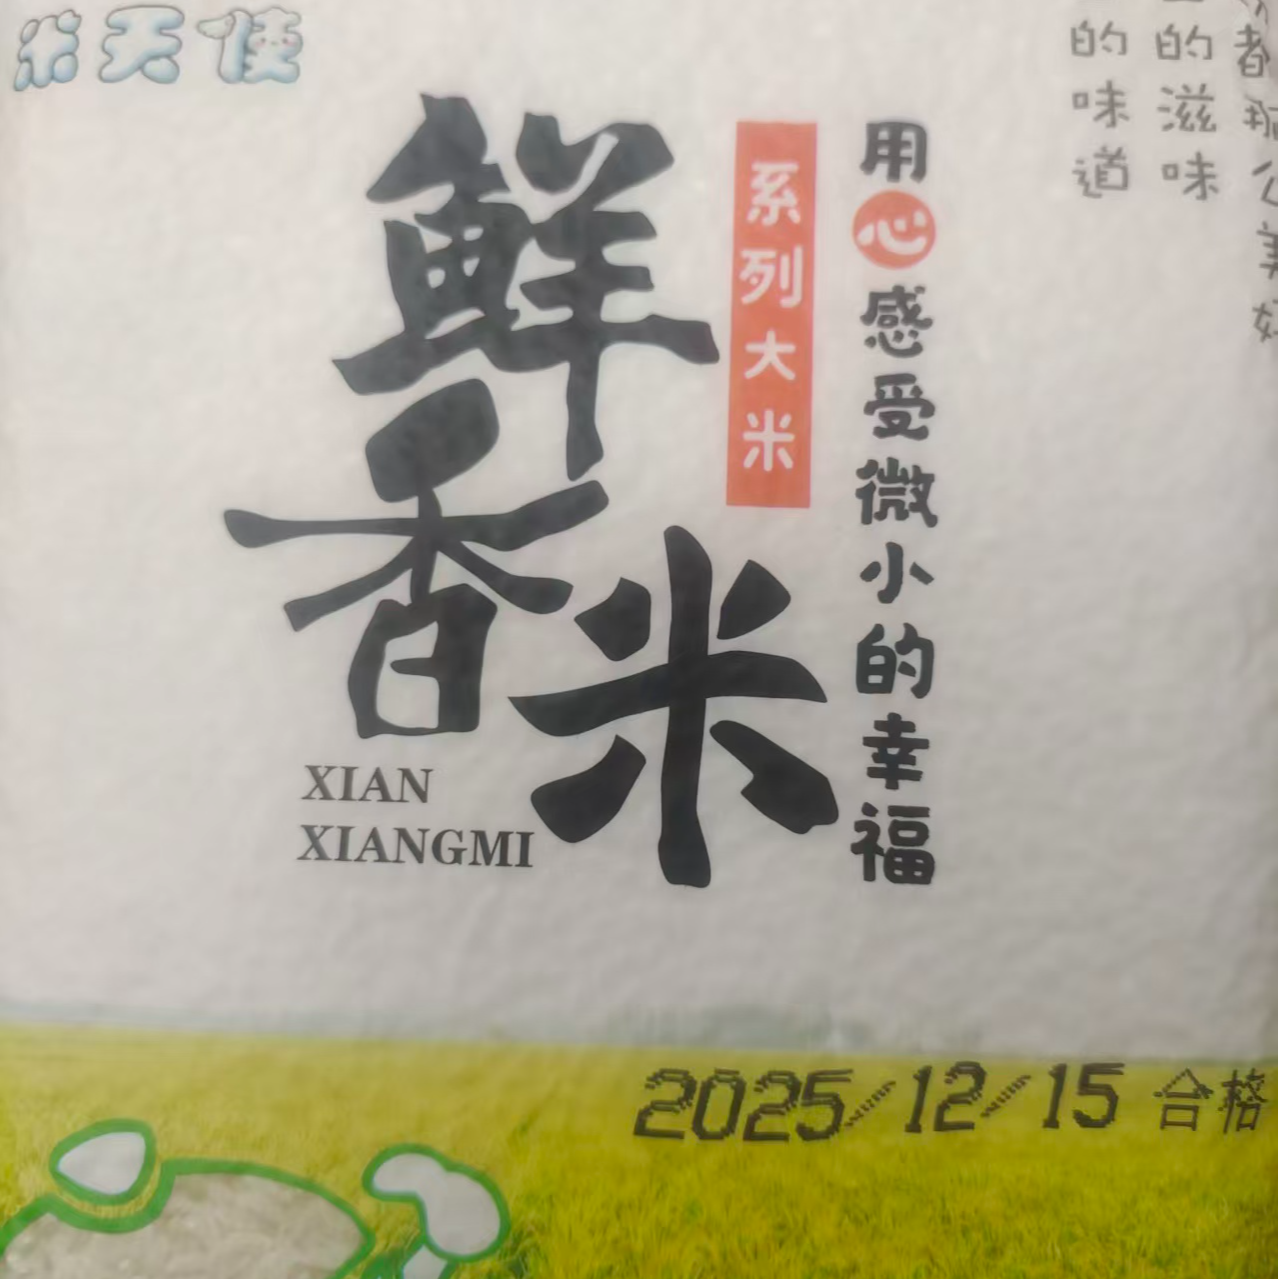 米天使
鲜香米
XIAN
XIANGMI
系列大米
用心感受微小的幸福
的滋味
的味道
2025/12/15 合格